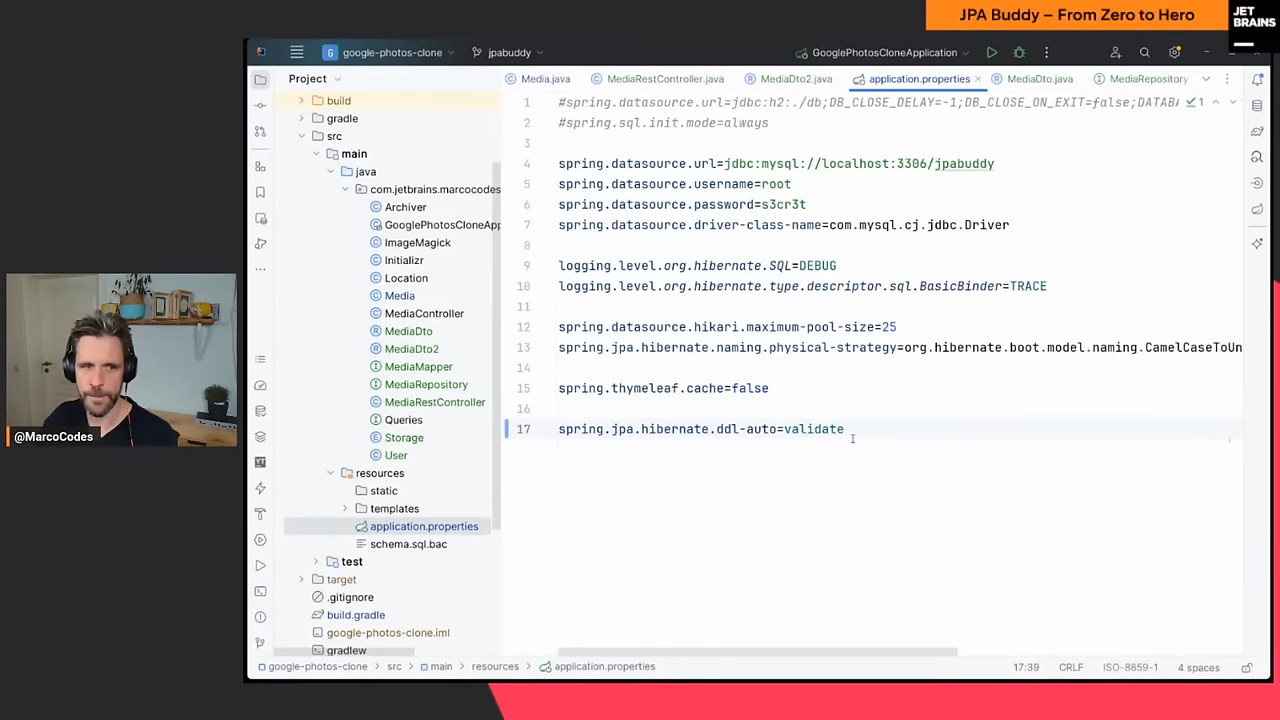 JPA Buddy – From Zero to Hero
JET
BRAINS
G google-photos-clone
jpabuddy
GooglePhotosCloneApplication
Project
Media.java
MediaRestController.java
MediaDto2.java
application.properties
MediaDto.java
MediaRepository
build
gradle
src
main
java
com.jetbrains.marcocodes
Archiver
GooglePhotosCloneApp
ImageMagick
Initializr
Location
Media
MediaController
MediaDto
MediaDto2
MediaMapper
MediaRepository
MediaRestController
Queries
Storage
User
resources
static
templates
application.properties
schema.sql.bac
test
target
.gitignore
build.gradle
google-photos-clone.iml
gradlew
1 #spring.datasource.url=jdbc:h2:./db;DB_CLOSE_DELAY=-1;DB_CLOSE_ON_EXIT=false;DATABA
1
2 #spring.sql.init.mode=always
3
4 spring.datasource.url=jdbc:mysql://localhost:3306/jpabuddy
5 spring.datasource.username=root
6 spring.datasource.password=s3cr3t
7 spring.datasource.driver-class-name=com.mysql.cj.jdbc.Driver
8
9 logging.level.org.hibernate.SQL=DEBUG
10 logging.level.org.hibernate.type.descriptor.sql.BasicBinder=TRACE
11
12 spring.datasource.hikari.maximum-pool-size=25
13 spring.jpa.hibernate.naming.physical-strategy=org.hibernate.boot.model.naming.CamelCaseToUn
14
15 spring.thymeleaf.cache=false
16
17 spring.jpa.hibernate.ddl-auto=validate
@MarcoCodes
google-photos-clone
src
main
resources
application.properties
17:39
CRLF
ISO-8859-1
4 spaces